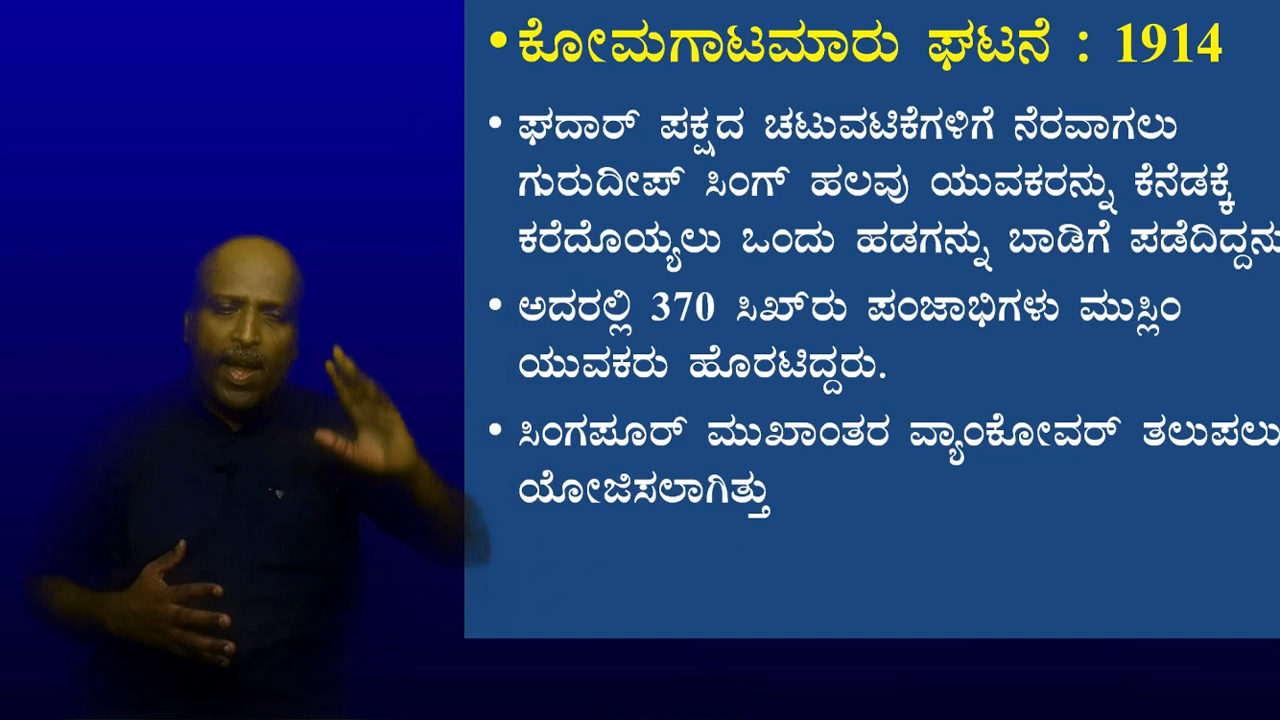 • ಕೋಮಗಾಟಮಾರು ಘಟನೆ : 1914
• ಘದಾರ್ ಪಕ್ಷದ ಚಟುವಟಿಕೆಗಳಿಗೆ ನೆರವಾಗಲು
ಗುರುದೀಪ್ ಸಿಂಗ್ ಹಲವು ಯುವಕರನ್ನು ಕೆನೆಡಕ್ಕೆ
ಕರೆದೊಯ್ಯಲು ಒಂದು ಹಡಗನ್ನು ಬಾಡಿಗೆ ಪಡೆದಿದ್ದನು
• ಅದರಲ್ಲಿ 370 ಸಿಖ್‌ರು ಪಂಜಾಭಿಗಳು ಮುಸ್ಲಿಂ
ಯುವಕರು ಹೊರಟಿದ್ದರು.
• ಸಿಂಗಪೂರ್ ಮುಖಾಂತರ ವ್ಯಾಂಕೋವರ್ ತಲುಪಲು
ಯೋಜಿಸಲಾಗಿತ್ತು